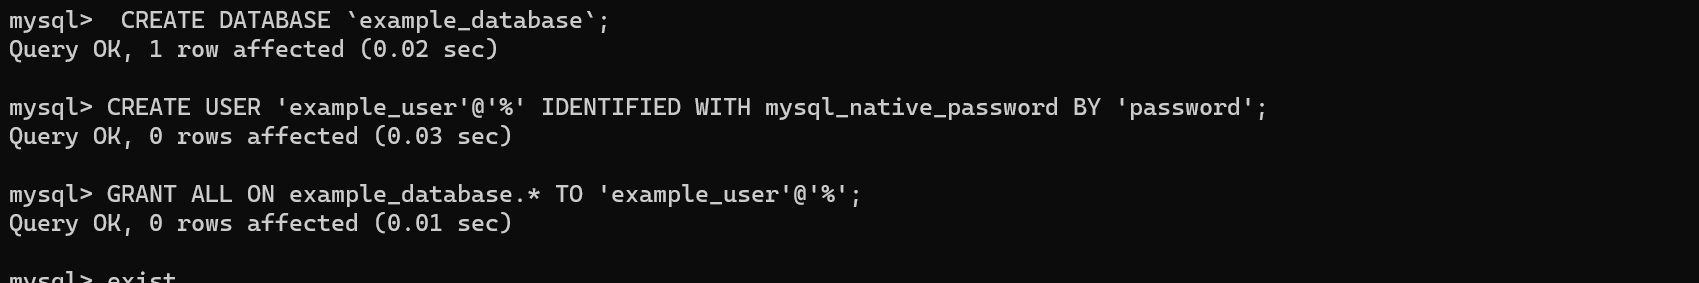 mysql>  CREATE DATABASE `example_database`;
Query OK, 1 row affected (0.02 sec)
mysql> CREATE USER 'example_user'@'%' IDENTIFIED WITH mysql_native_password BY 'password';
Query OK, 0 rows affected (0.03 sec)
mysql> GRANT ALL ON example_database.* TO 'example_user'@'%';
Query OK, 0 rows affected (0.01 sec)
mysql> exist